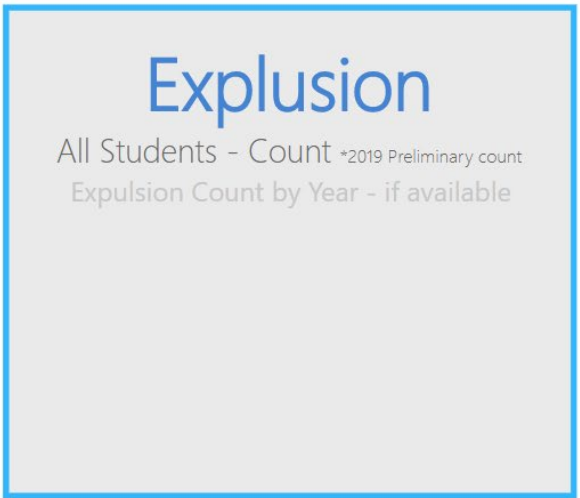 Explusion
All Students - Count *2019 Preliminary count
Expulsion Count by Year - if available